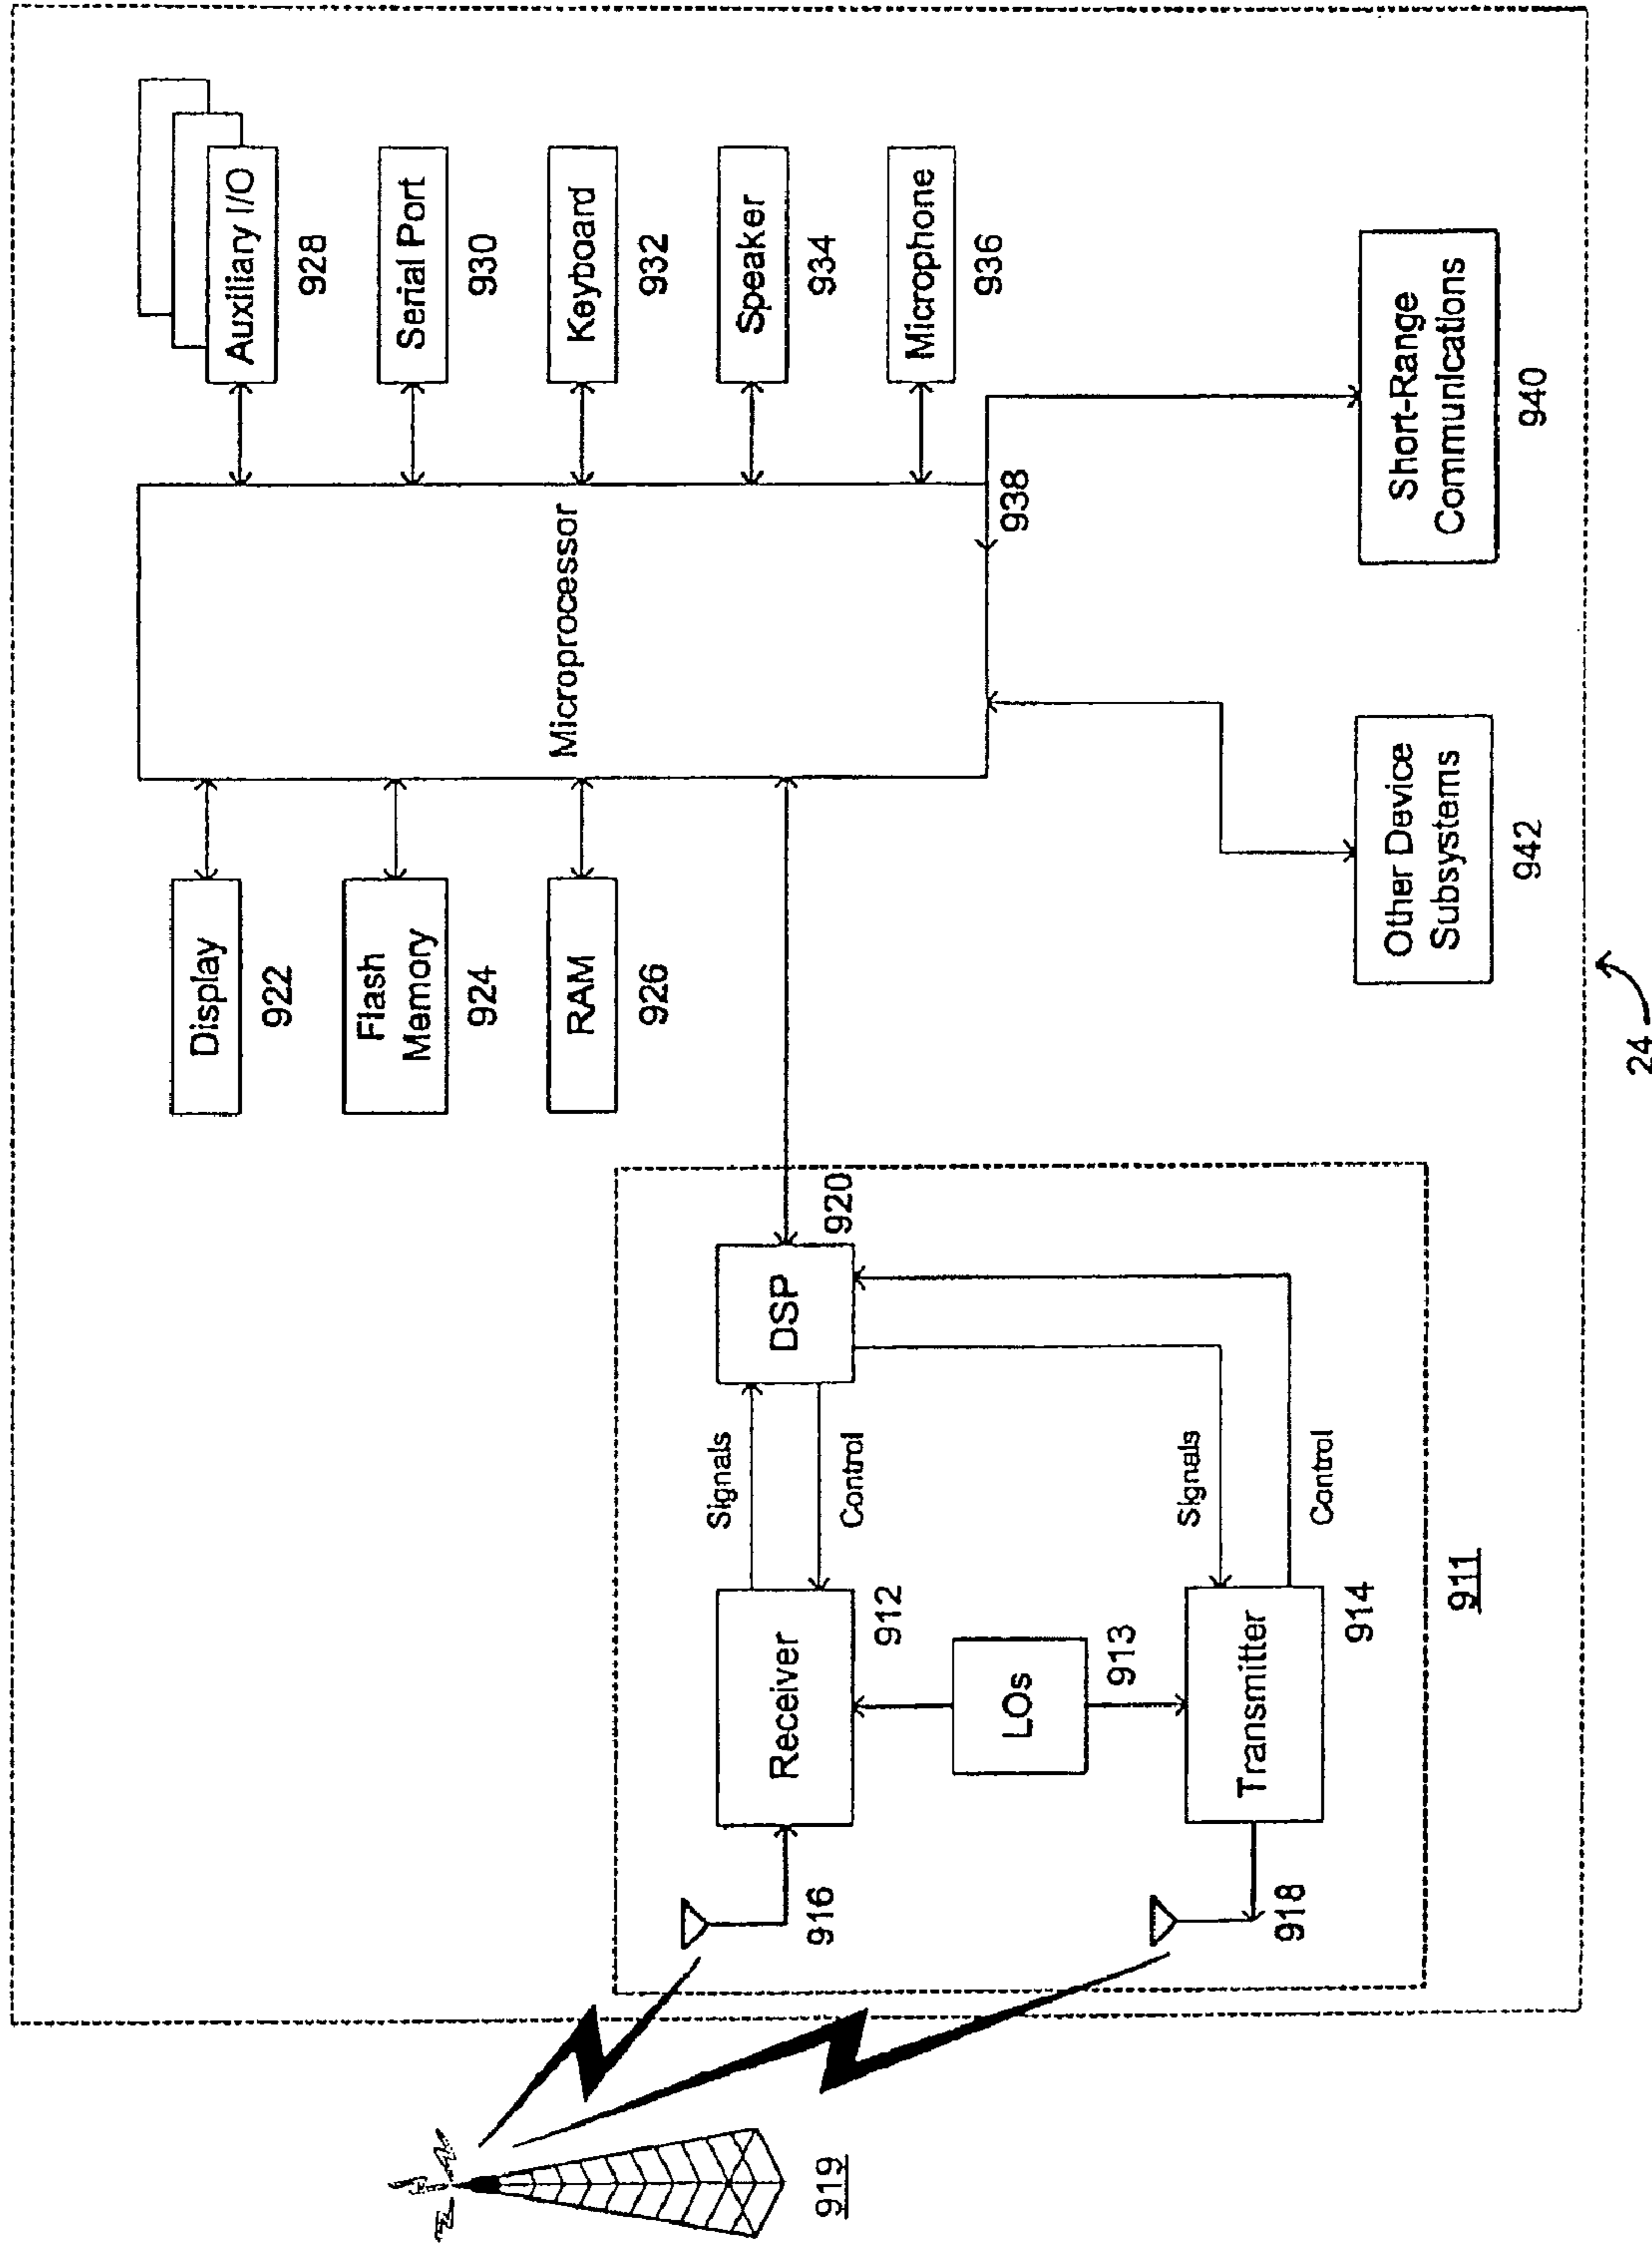 Auxiliary I/O
928
Serial Port
930
Keyboard
932
Speaker
934
Microphone
936
Short-Range
Communications
940
Microprocessor
938
Display
922
Flash
Memory
924
RAM
926
Other Device
Subsystems
942
24
DSP
920
Signals
Control
Signals
Control
Receiver
912
LOs
913
Transmitter
914
911
916
918
919